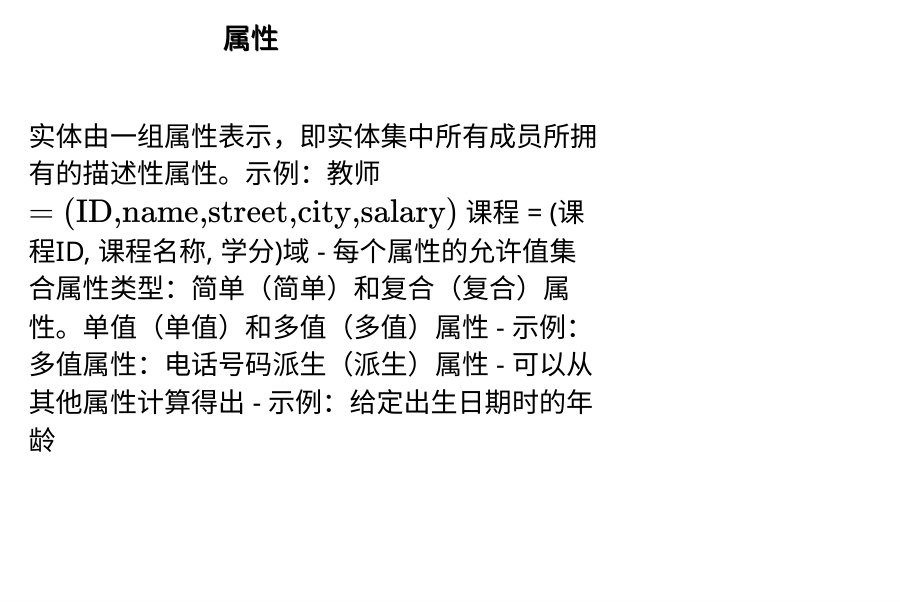 属性
实体由一组属性表示，即实体集中所有成员所拥
有的描述性属性。示例：教师
= (ID,name,street,city,salary) 课程 = (课
程ID, 课程名称, 学分)域 - 每个属性的允许值集
合属性类型：简单（简单）和复合（复合）属
性。单值（单值）和多值（多值）属性 - 示例：
多值属性：电话号码派生（派生）属性 - 可以从
其他属性计算得出 - 示例：给定出生日期时的年
龄